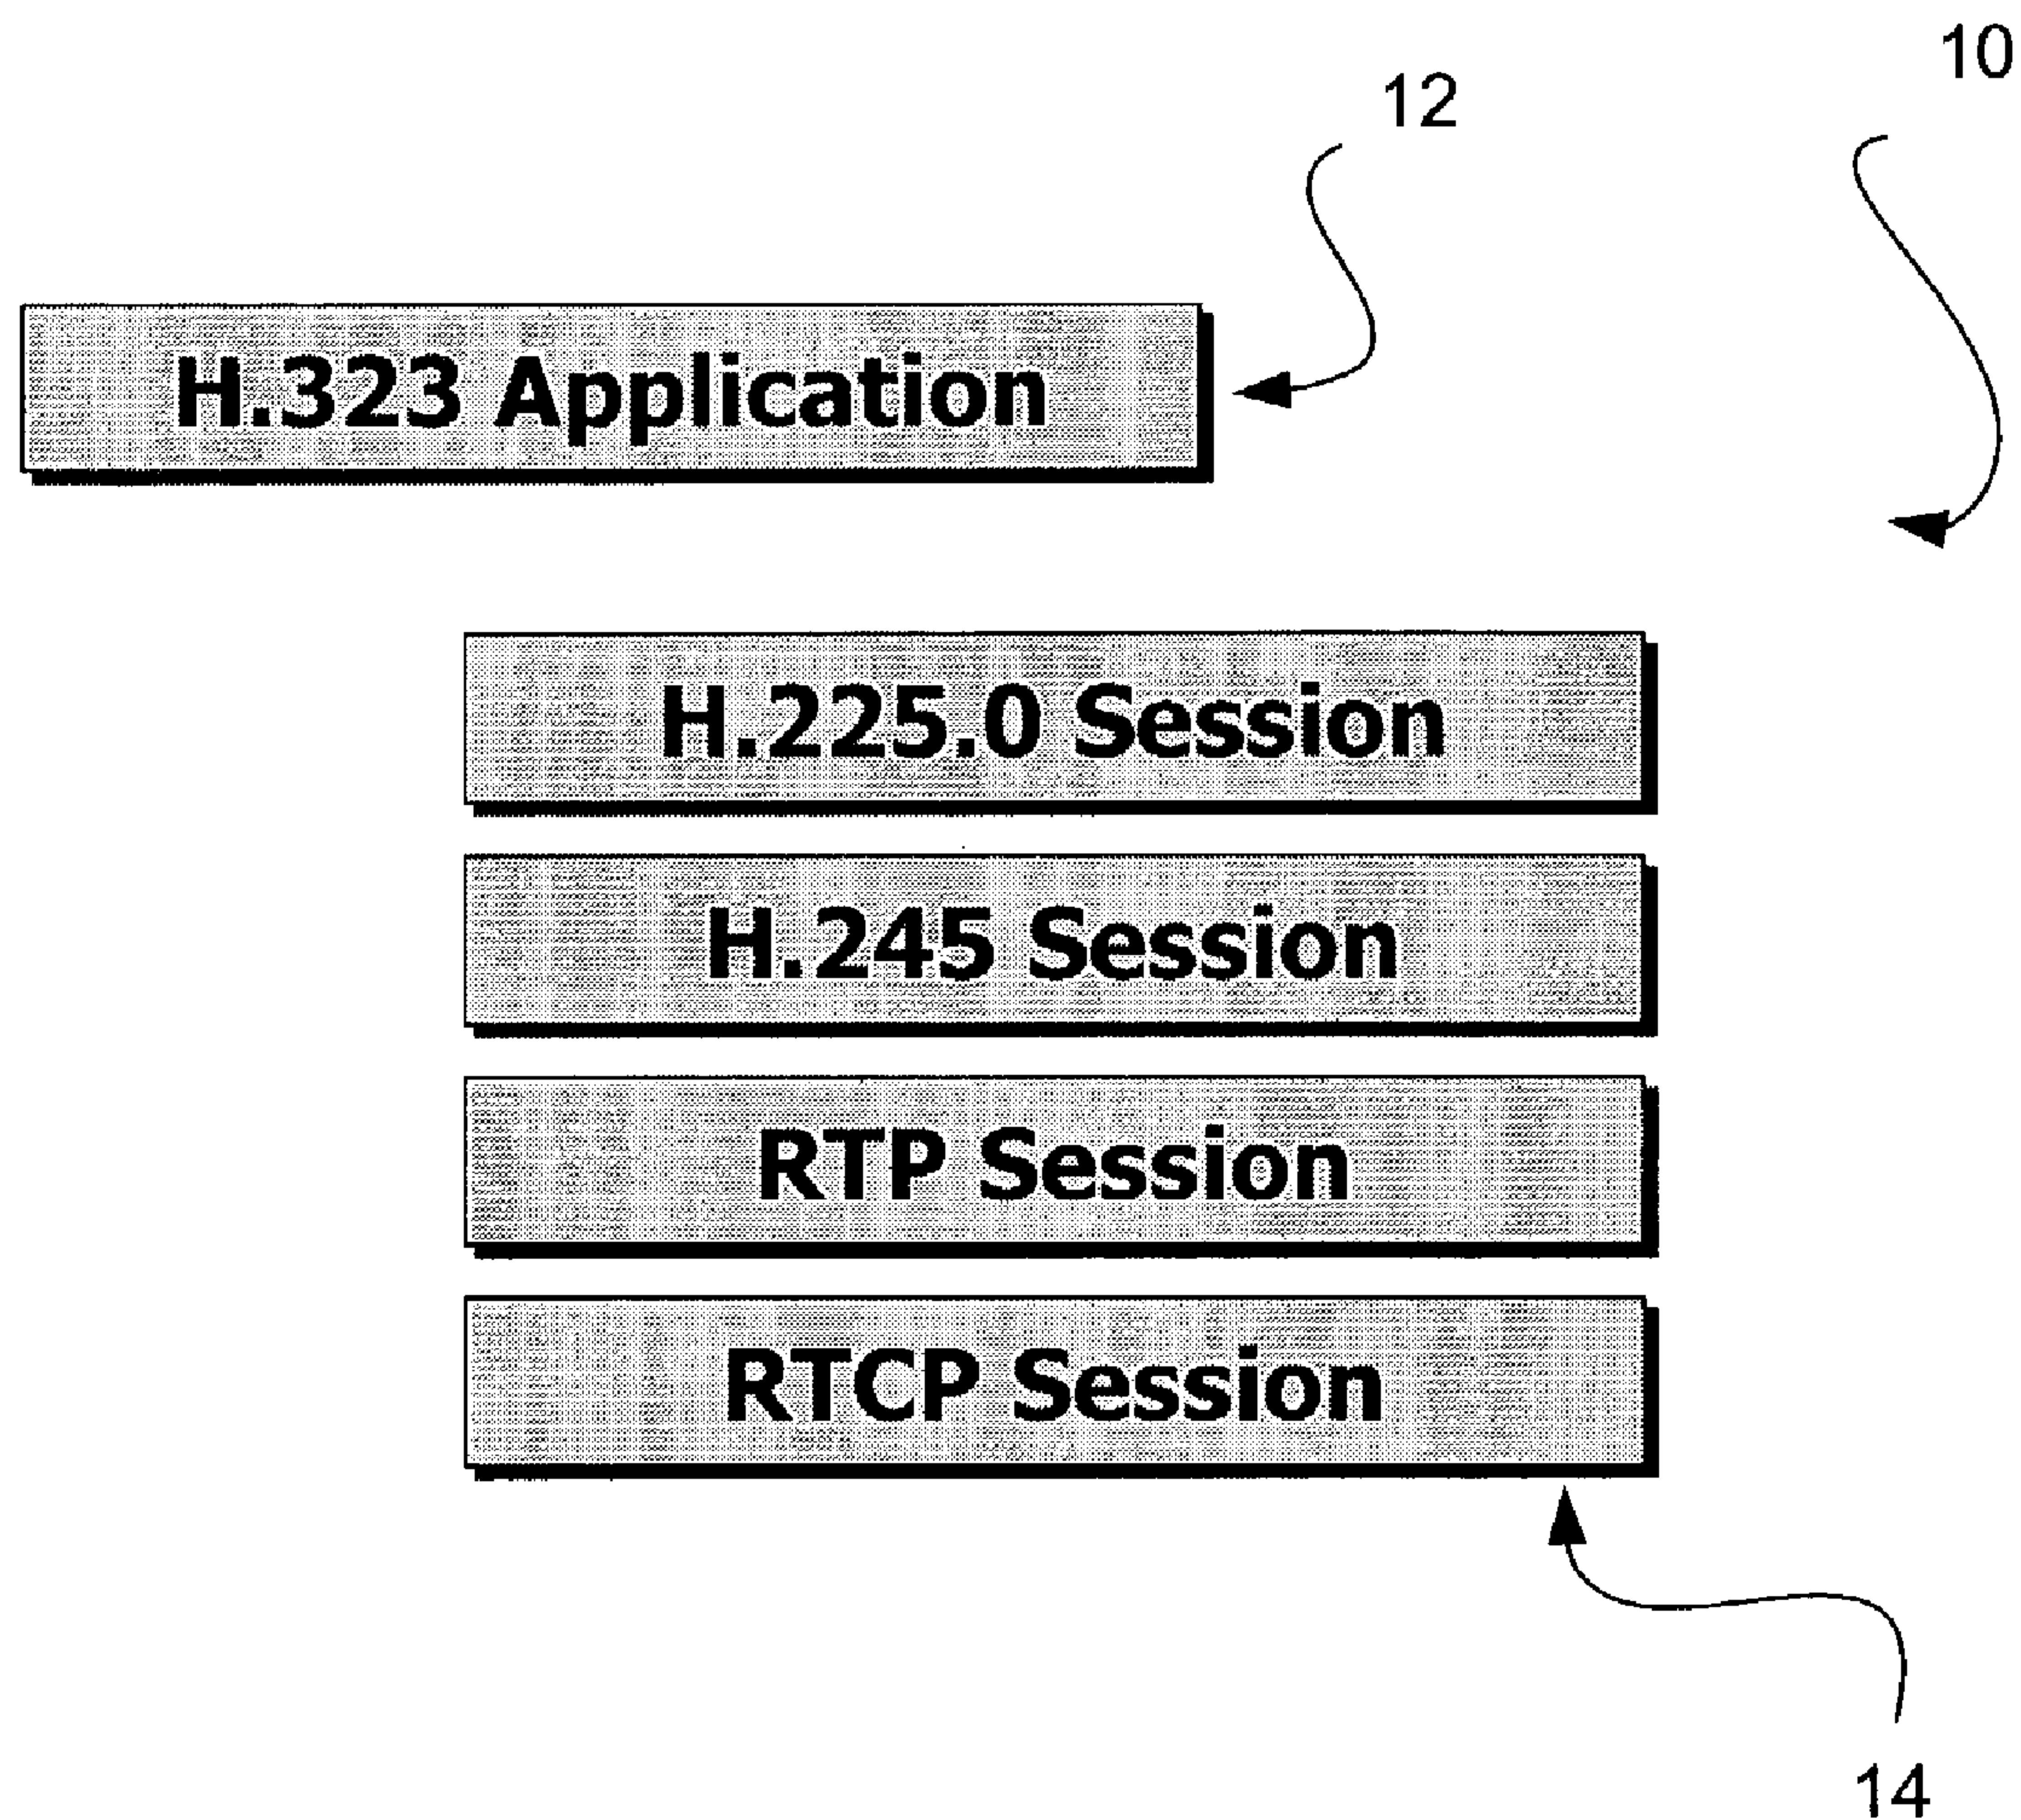 10
12
H.323 Application
H.225.0 Session
H.245 Session
RTP Session
RTCP Session
14